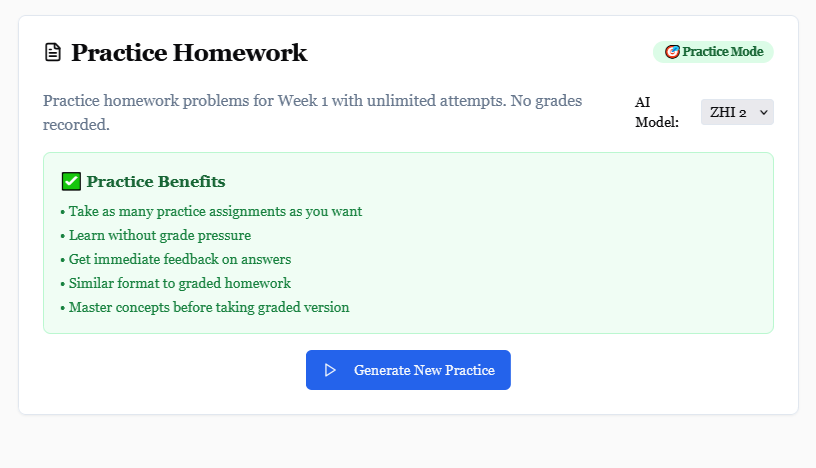 Practice Homework
Practice Mode
Practice homework problems for Week 1 with unlimited attempts. No grades
recorded.
AI
Model:
ZHI 2
Practice Benefits
• Take as many practice assignments as you want
• Learn without grade pressure
• Get immediate feedback on answers
• Similar format to graded homework
• Master concepts before taking graded version
Generate New Practice